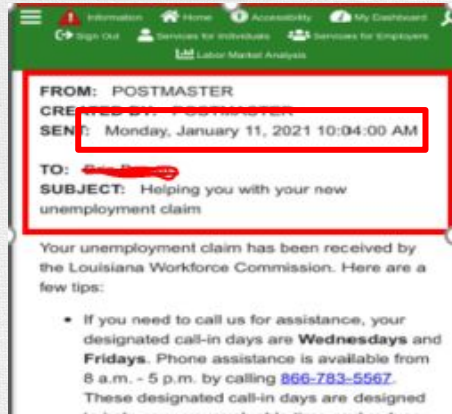 Information Home Accessibility My Dashboard
Sign Out Services for Individuals Services for Employers
Labor Market Analysis
FROM: POSTMASTER
CREATED BY: POSTMASTER
SENT: Monday, January 11, 2021 10:04:00 AM
TO:
SUBJECT: Helping you with your new
unemployment claim
Your unemployment claim has been received by
the Louisiana Workforce Commission. Here are a
few tips:
• If you need to call us for assistance, your
designated call-in days are Wednesdays and
Fridays. Phone assistance is available from
8 a.m. - 5 p.m. by calling 866-783-5567.
These designated call-in days are designed